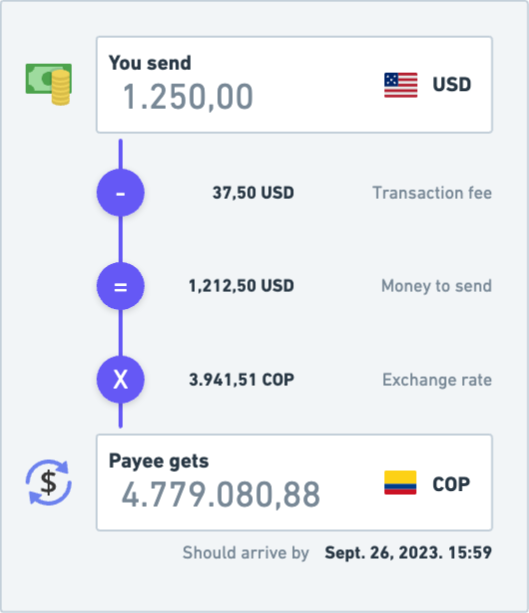 You send
1.250,00 USD
- 37,50 USD Transaction fee
= 1,212,50 USD Money to send
X 3.941,51 COP Exchange rate
Payee gets
$ 4.779.080,88 COP
Should arrive by Sept. 26, 2023. 15:59